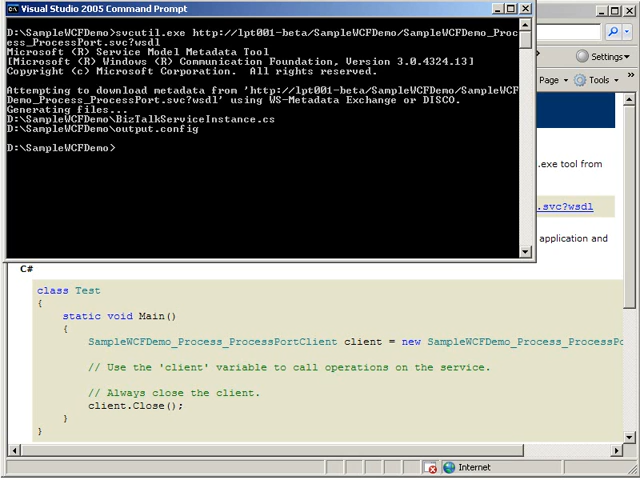 Visual Studio 2005 Command Prompt
D:\SampleWCFDemo>svcutil.exe http://lpt001-beta/SampleWCFDemo/SampleWCFDemo_Proc
ess_ProcessPort.svc?wsdl
Microsoft (R) Service Model Metadata Tool
[Microsoft (R) Windows (R) Communication Foundation, Version 3.0.4324.13]
Copyright (c) Microsoft Corporation.  All rights reserved.
Attempting to download metadata from 'http://lpt001-beta/SampleWCFDemo/SampleWCF
Demo_Process_ProcessPort.svc?wsdl' using WS-Metadata Exchange or DISCO.
Generating files...
D:\SampleWCFDemo\BizTalkServiceInstance.cs
D:\SampleWCFDemo\output.config
D:\SampleWCFDemo>
Settings
Page
Tools
.exe tool from
.svc?wsdl
application and
C#
class Test
{
static void Main()
{
SampleWCFDemo_Process_ProcessPortClient client = new SampleWCFDemo_Process_ProcessPo
// Use the 'client' variable to call operations on the service.
// Always close the client.
client.Close();
}
}
Internet